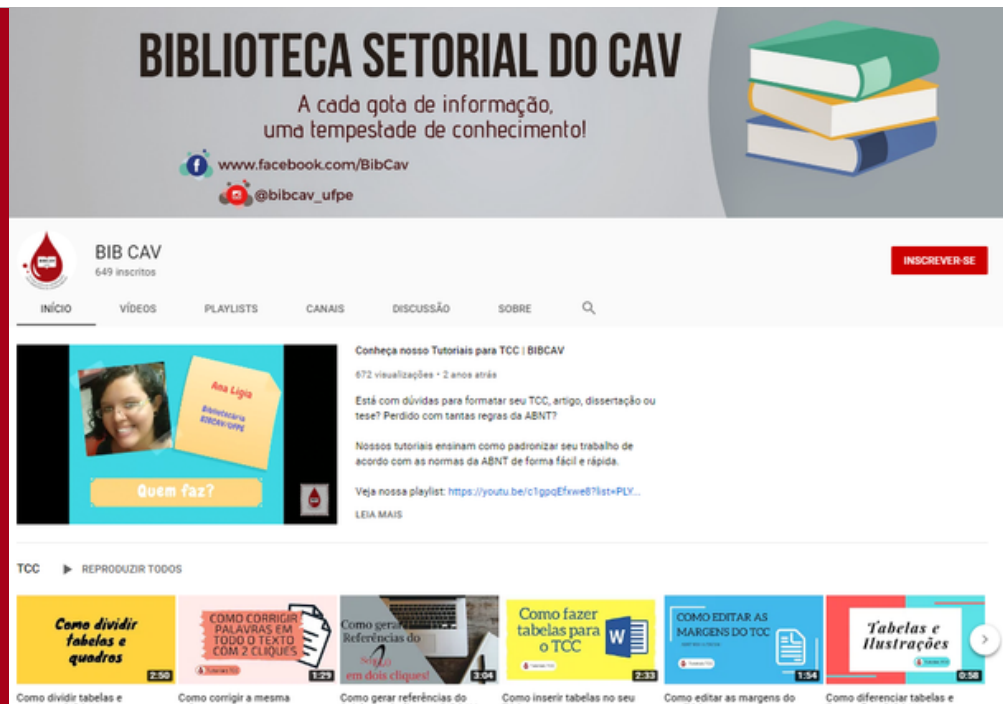 BIBLIOTECA SETORIAL DO CAV
A cada gota de informação,
uma tempestade de conhecimento!
www.facebook.com/BibCav
@bibcav_ufpe
BIB CAV
649 inscritos
INSCREVER-SE
INÍCIO VÍDEOS PLAYLISTS CANAIS DISCUSSÃO SOBRE
Ana Ligia
Bibliotecária
BIBCAV/UFPE
Quem faz?
Conheça nosso Tutoriais para TCC | BIBCAV
672 visualizações • 2 anos atrás
Está com dúvidas para formatar seu TCC, artigo, dissertação ou
tese? Perdido com tantas regras da ABNT?
Nossos tutoriais ensinam como padronizar seu trabalho de
acordo com as normas da ABNT de forma fácil e rápida.
Veja nossa playlist: https://youtu.be/c1gpqEfxwe8?list=PLY...
LEIA MAIS
TCC REPRODUZIR TODOS
Como dividir
tabelas e
quadros
2:50
COMO CORRIGIR
PALAVRAS EM
TODO O TEXTO
COM 2 CLIQUES
1:29
Como gerar
Referências do
em dois cliques!
3:04
Como fazer
tabelas para
o TCC
W
2:33
COMO EDITAR AS
MARGENS DO TCC
1:54
Tabelas e
Ilustrações
0:58
Como dividir tabelas e
Como corrigir a mesma
Como gerar referências do
Como inserir tabelas no seu
Como editar as margens do
Como diferenciar tabelas e